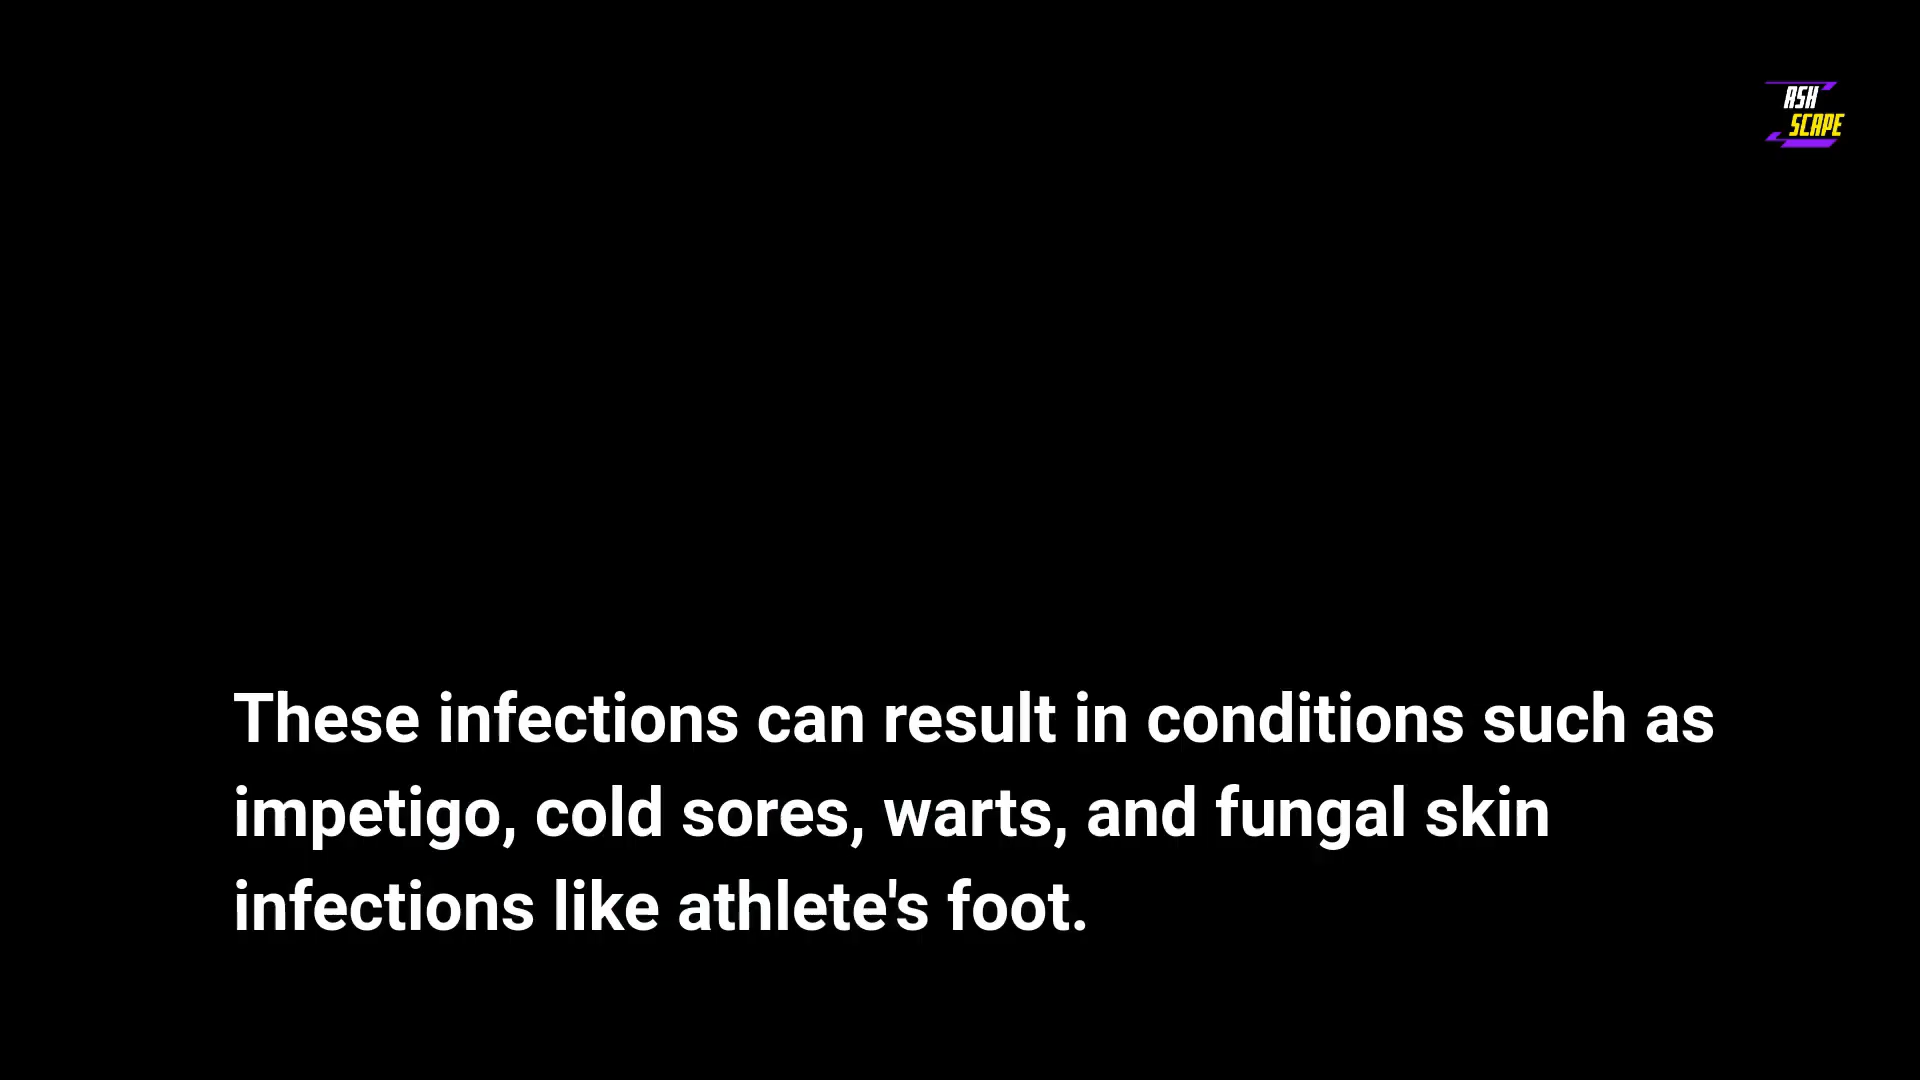 ASH
SCAPE
These infections can result in conditions such as
impetigo, cold sores, warts, and fungal skin
infections like athlete's foot.